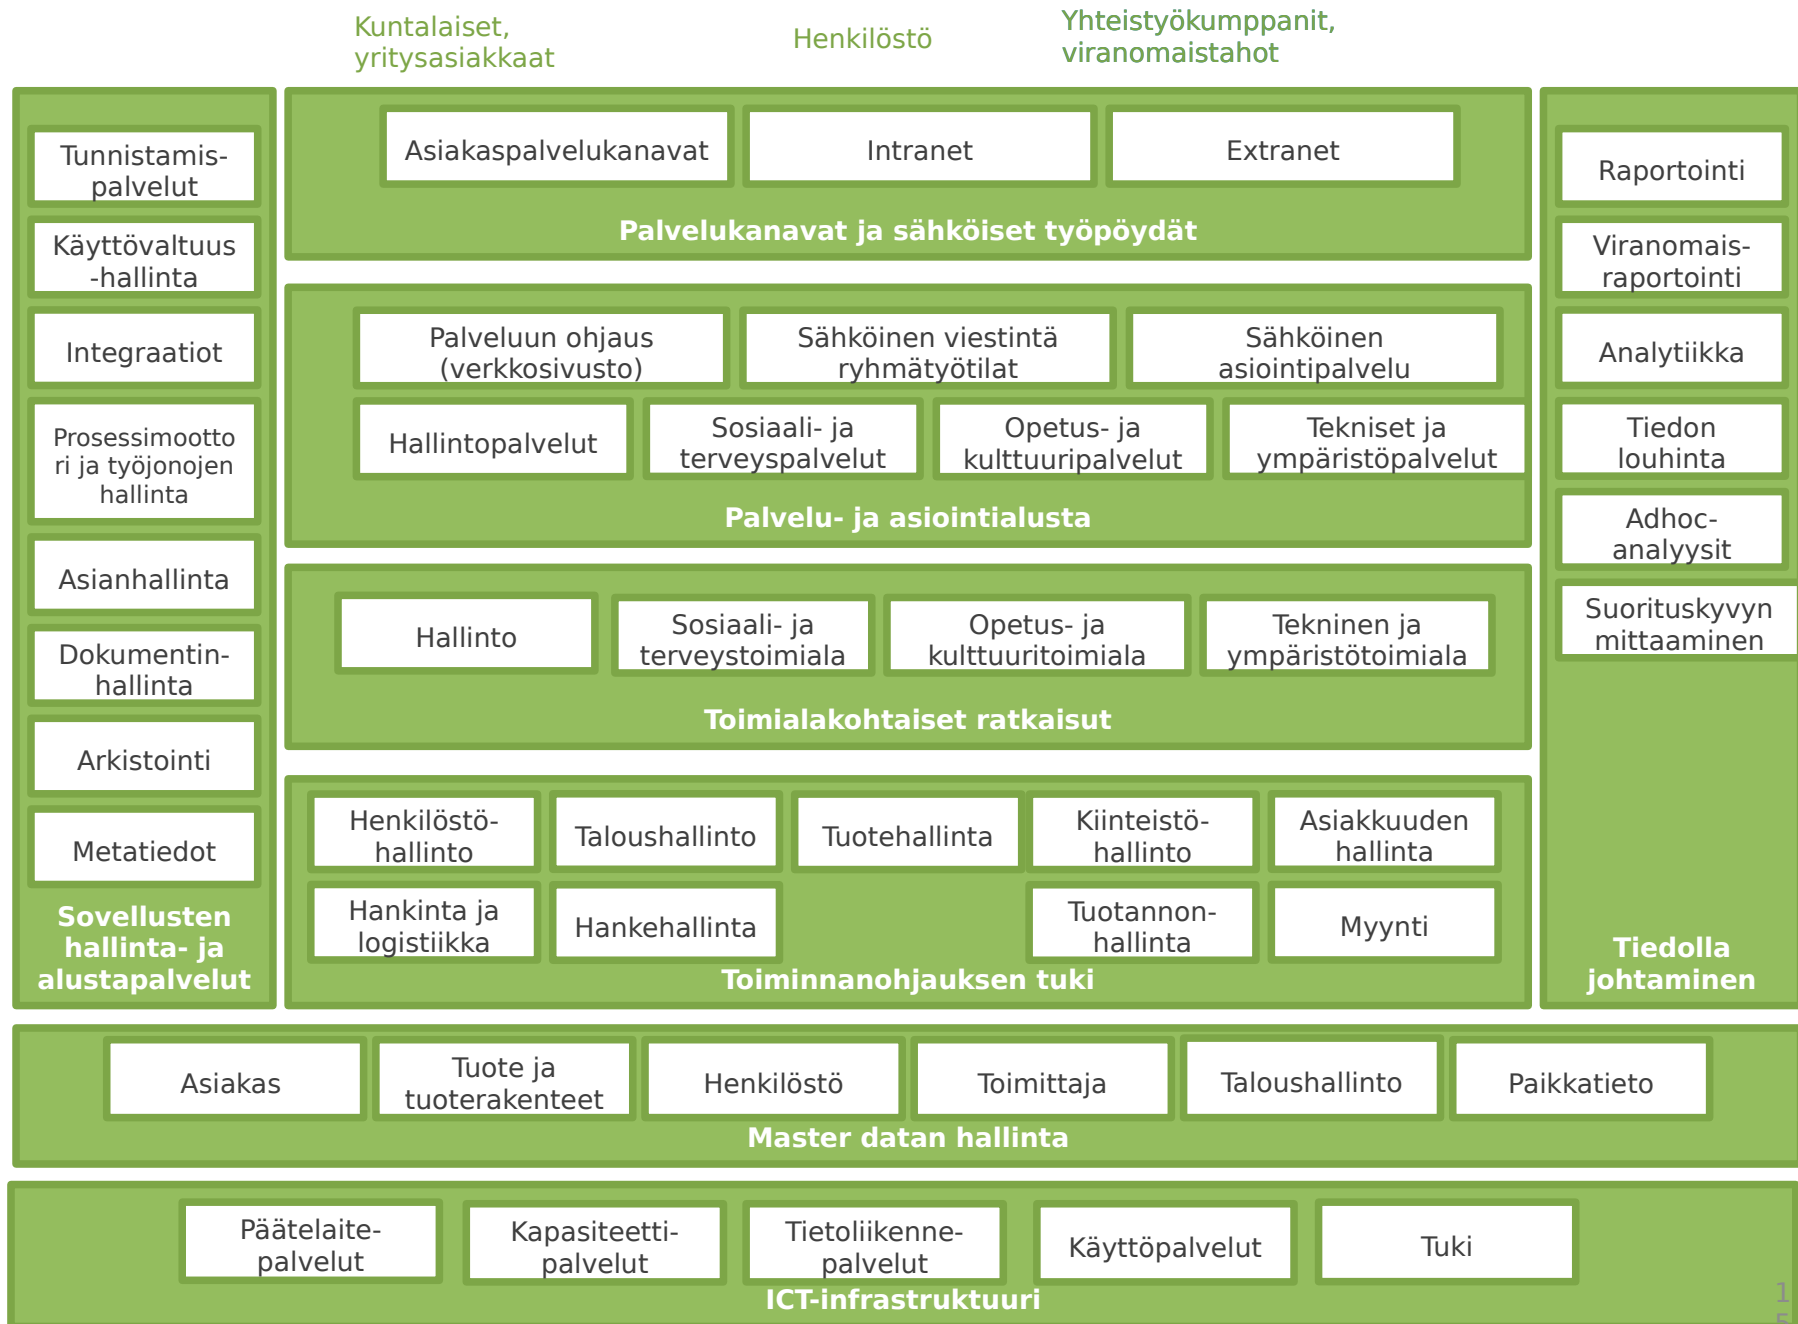 Kuntalaiset,
yritysasiakkaat
Henkilöstö
Yhteistyökumppanit,
viranomaistahot
Tunnistamis-
palvelut
Käyttövaltuus
-hallinta
Integraatiot
Prosessimootto
ri ja työjonojen
hallinta
Asianhallinta
Dokumentin-
hallinta
Arkistointi
Metatiedot
Sovellusten
hallinta- ja
alustapalvelut
Asiakaspalvelukanavat
Intranet
Extranet
Palvelukanavat ja sähköiset työpöydät
Palveluun ohjaus
(verkkosivusto)
Sähköinen viestintä
ryhmätyötilat
Sähköinen
asiointipalvelu
Hallintopalvelut
Sosiaali- ja
terveyspalvelut
Opetus- ja
kulttuuripalvelut
Tekniset ja
ympäristöpalvelut
Palvelu- ja asiointialusta
Hallinto
Sosiaali- ja
terveystoimiala
Opetus- ja
kulttuuritoimiala
Tekninen ja
ympäristötoimiala
Toimialakohtaiset ratkaisut
Henkilöstö-
hallinto
Taloushallinto
Tuotehallinta
Kiinteistö-
hallinto
Asiakkuuden
hallinta
Hankinta ja
logistiikka
Hankehallinta
Tuotannon-
hallinta
Myynti
Toiminnanohjauksen tuki
Raportointi
Viranomais-
raportointi
Analytiikka
Tiedon
louhinta
Adhoc-
analyysit
Suorituskyvyn
mittaaminen
Tiedolla
johtaminen
Asiakas
Tuote ja
tuoterakenteet
Henkilöstö
Toimittaja
Taloushallinto
Paikkatieto
Master datan hallinta
Päätelaite-
palvelut
Kapasiteetti-
palvelut
Tietoliikenne-
palvelut
Käyttöpalvelut
Tuki
ICT-infrastruktuuri
1
5